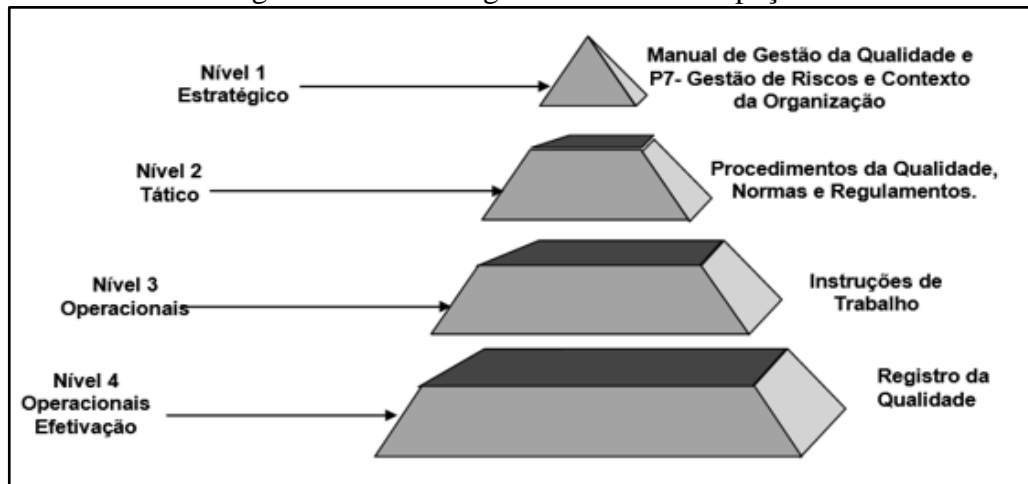 Nível 1
Estratégico
Manual de Gestão da Qualidade e
P7- Gestão de Riscos e Contexto
da Organização
Nível 2
Tático
Procedimentos da Qualidade,
Normas e Regulamentos.
Nível 3
Operacionais
Instruções de
Trabalho
Nível 4
Operacionais
Efetivação
Registro da
Qualidade